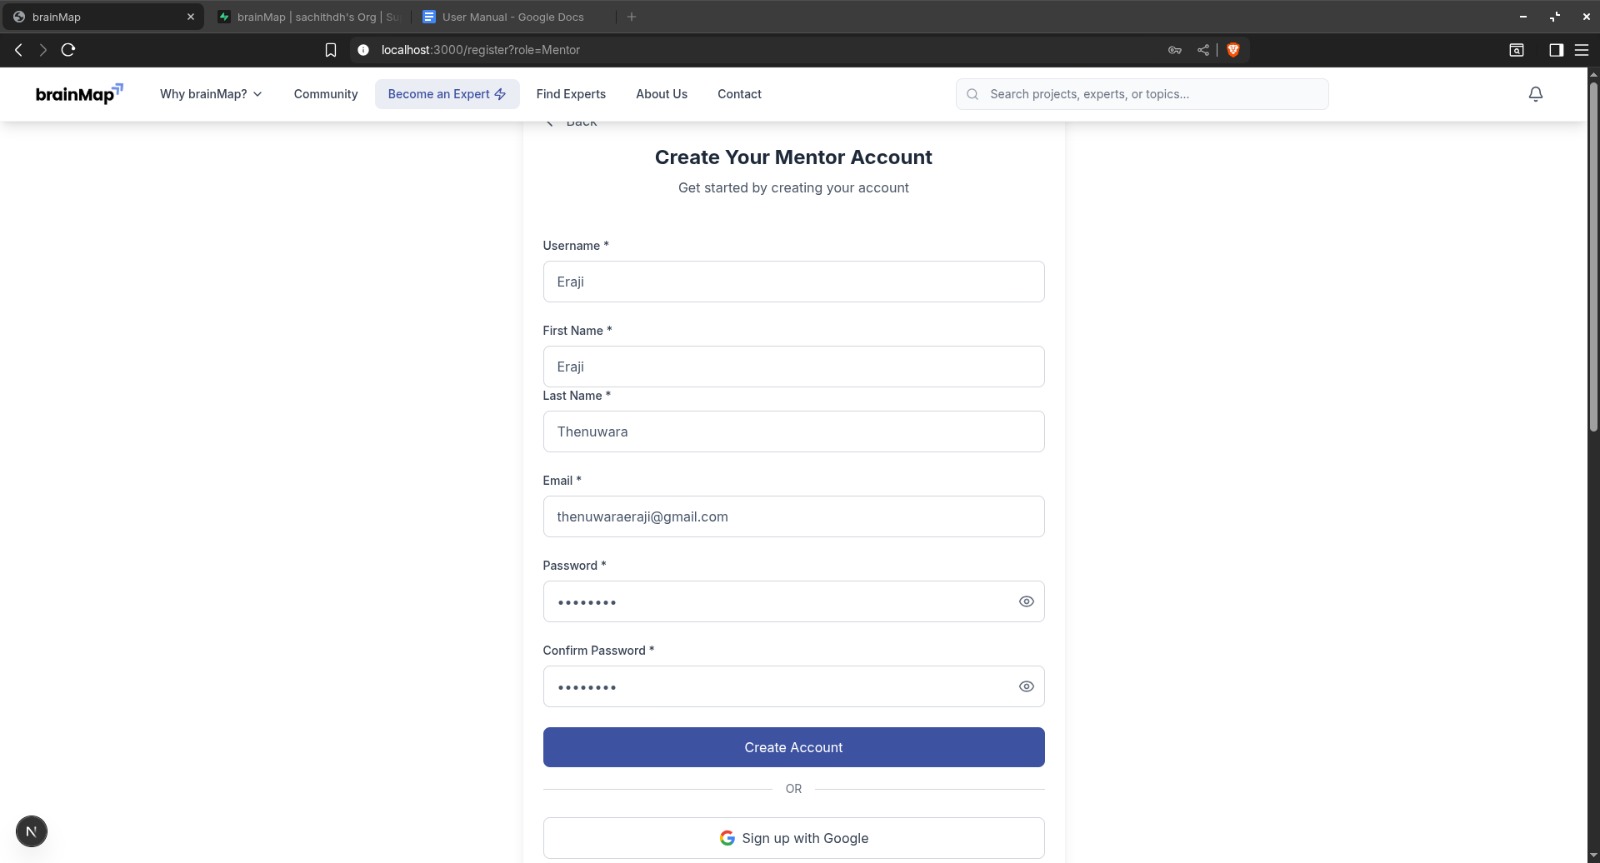 brainMap
brainMap | sachithdh's Org | Su
User Manual - Google Docs
localhost:3000/register?role=Mentor
brainMap
Why brainMap?
Community
Become an Expert
Find Experts
About Us
Contact
Search projects, experts, or topics...
Back
Create Your Mentor Account
Get started by creating your account
Username *
Eraji
First Name *
Eraji
Last Name *
Thenuwara
Email *
thenuwaraeraji@gmail.com
Password *
••••••••
Confirm Password *
••••••••
Create Account
OR
Sign up with Google
N